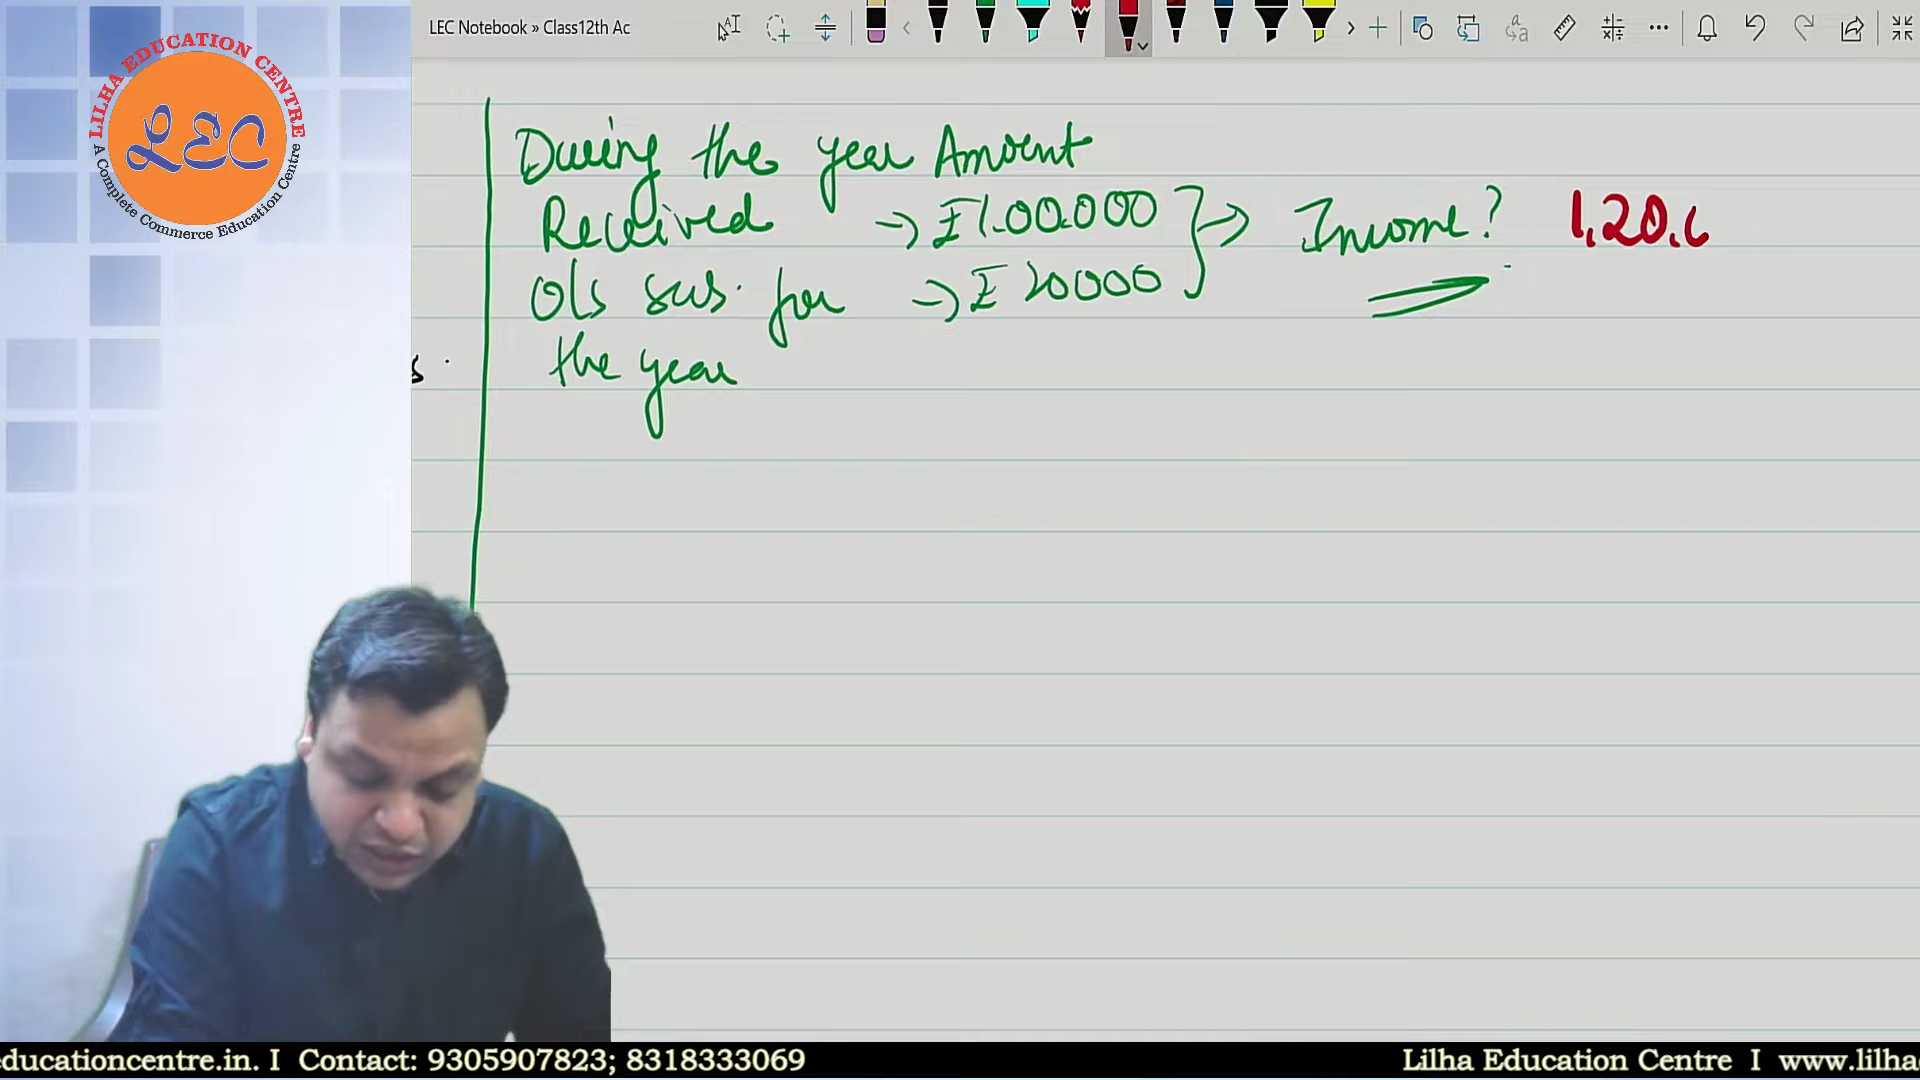 LEC Notebook » Class12th Ac
LILHA EDUCATION CENTRE
LEC
A Complete Commerce Education Centre
During the year Amount
Received → ₹1.00.000 → Income? 1,20.0
O/s sus. for → ₹ 20000
the year
s.
educationcentre.in. I Contact: 9305907823; 8318333069
Lilha Education Centre I www.lilha